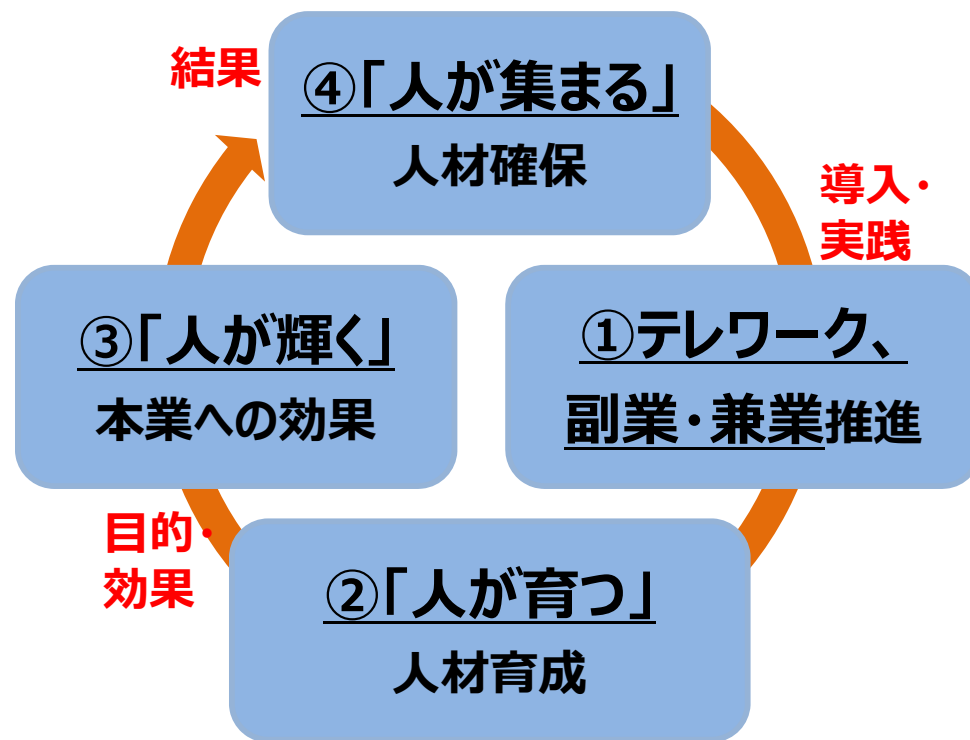 結果
④「人が集まる」
人材確保
導入・
実践
③「人が輝く」
本業への効果
①テレワーク、
副業・兼業推進
目的・
効果
②「人が育つ」
人材育成